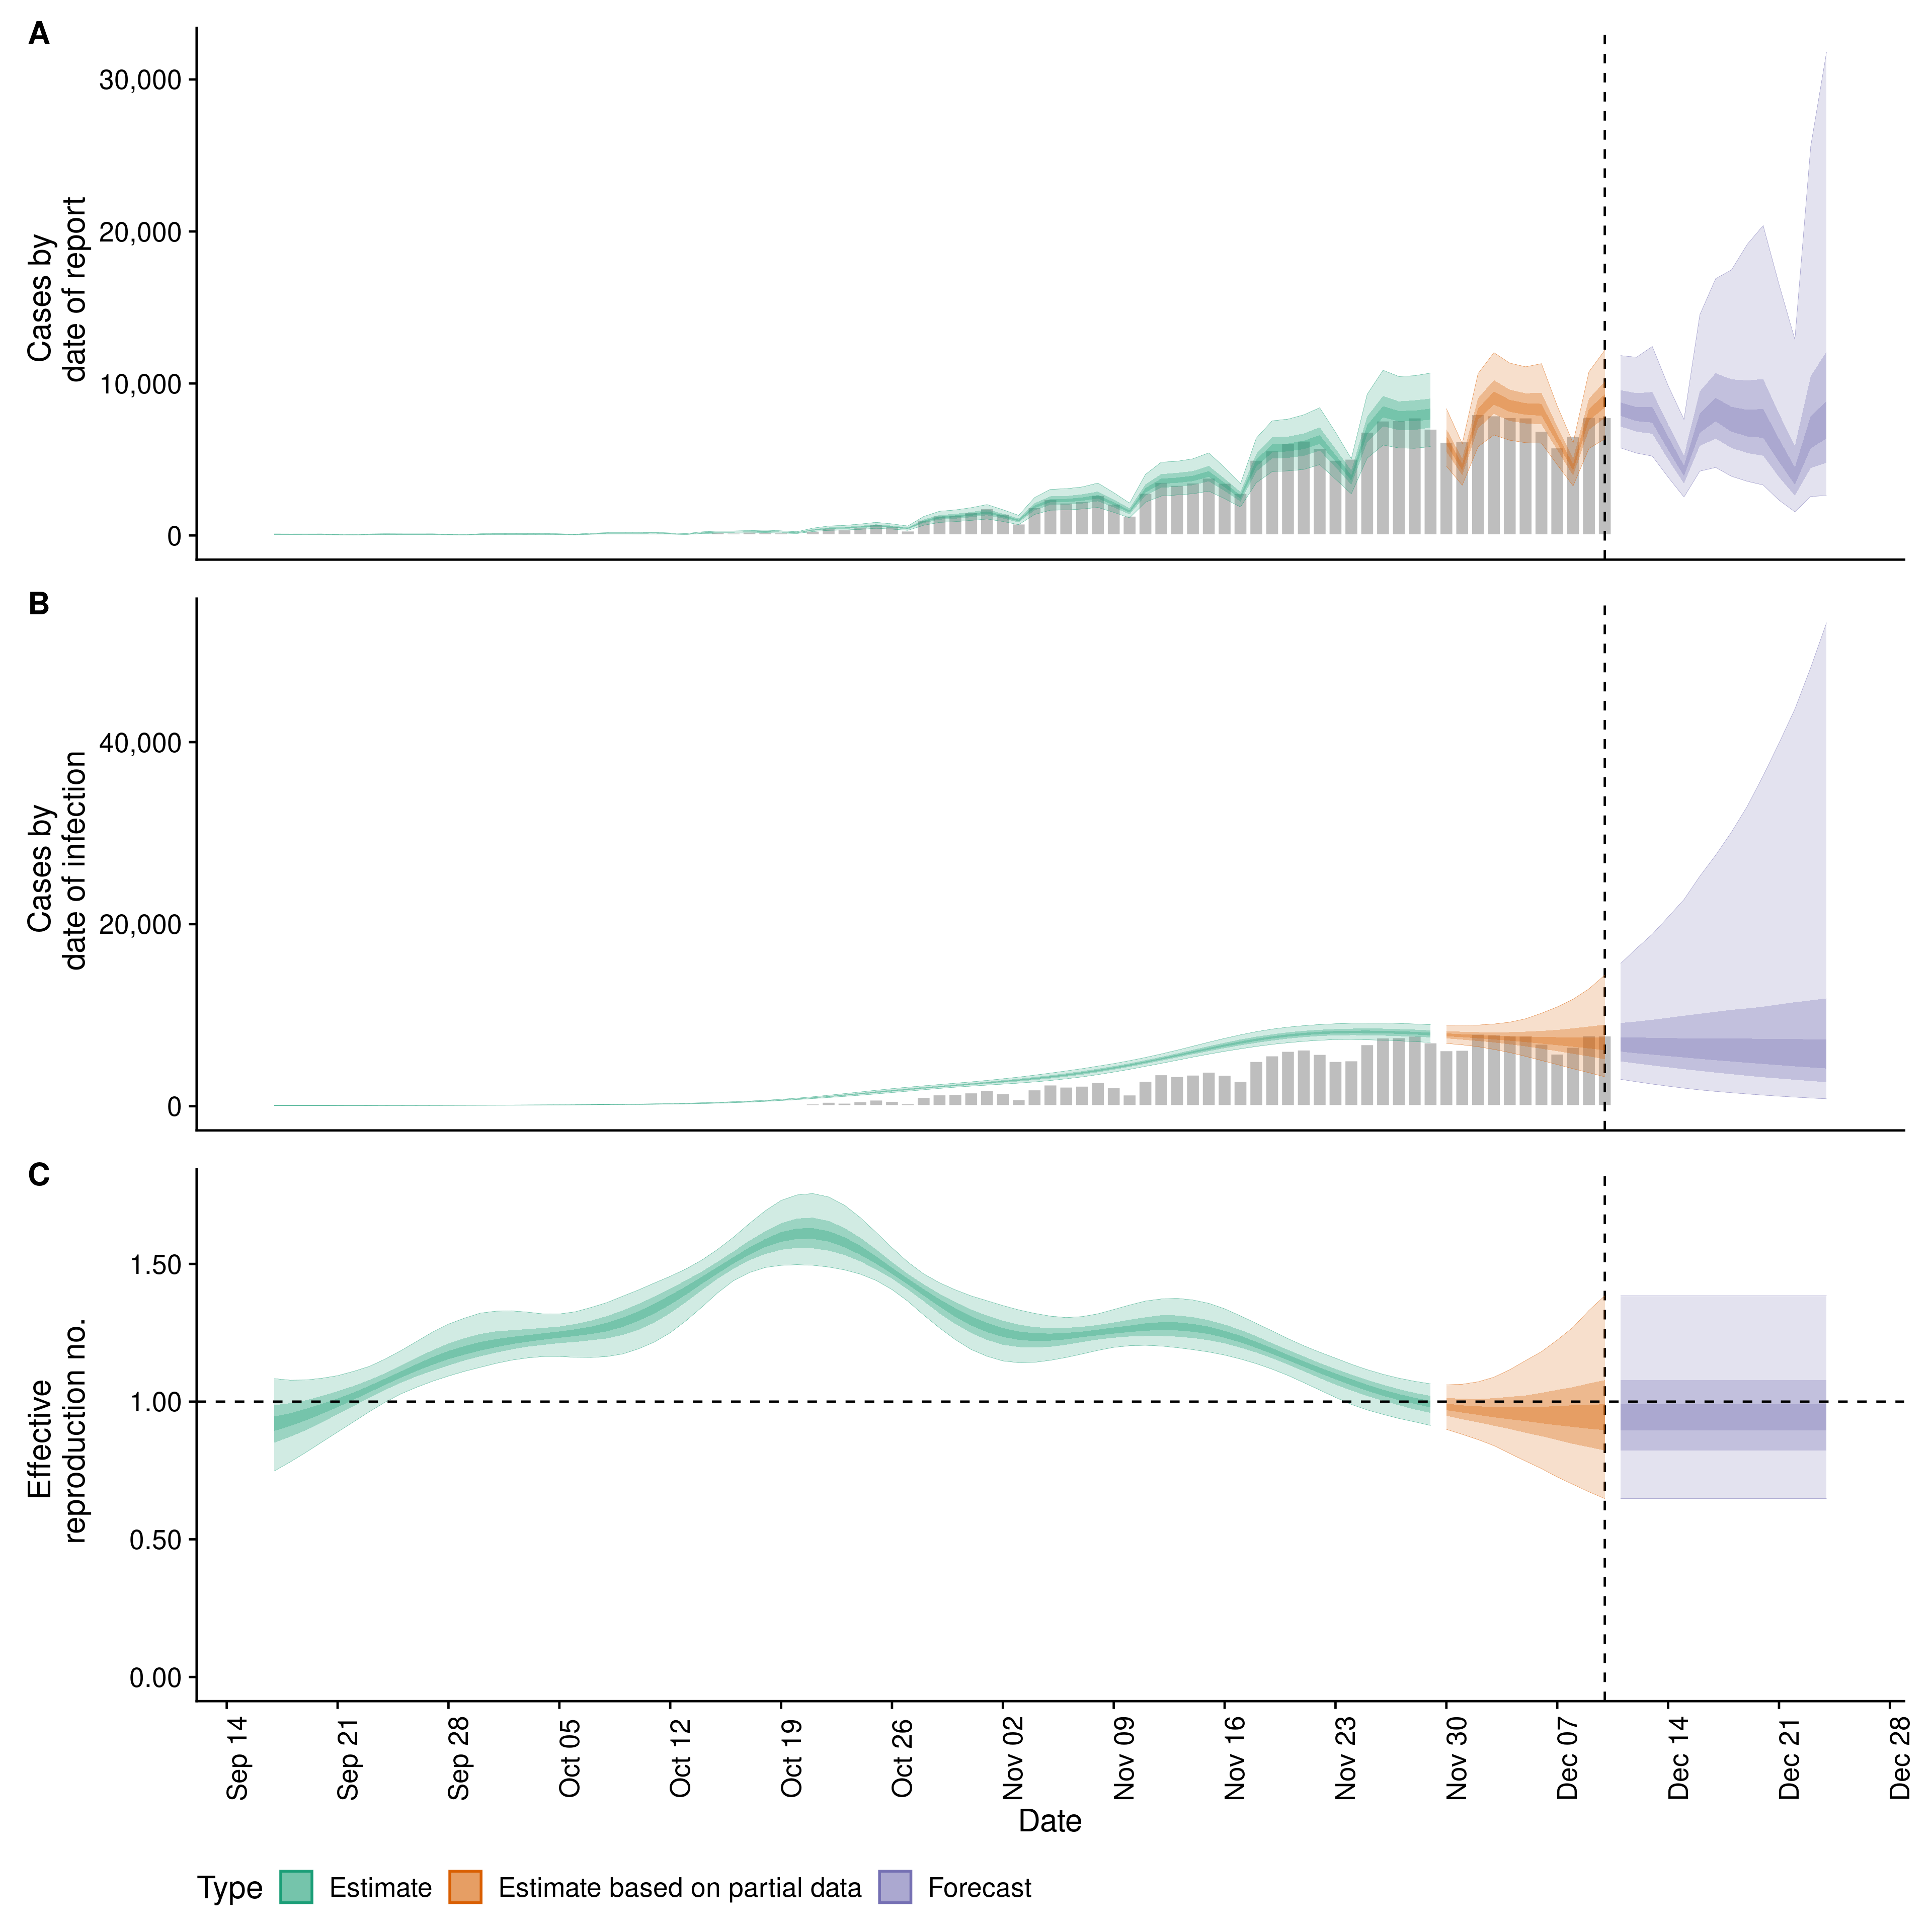 A
Cases by
date of report
30,000
20,000
10,000
0
B
Cases by
date of infection
40,000
20,000
0
C
Effective
reproduction no.
1.50
1.00
0.50
0.00
Sep 14
Sep 21
Sep 28
Oct 05
Oct 12
Oct 19
Oct 26
Nov 02
Nov 09
Nov 16
Nov 23
Nov 30
Dec 07
Dec 14
Dec 21
Dec 28
Date
Type Estimate Estimate based on partial data Forecast